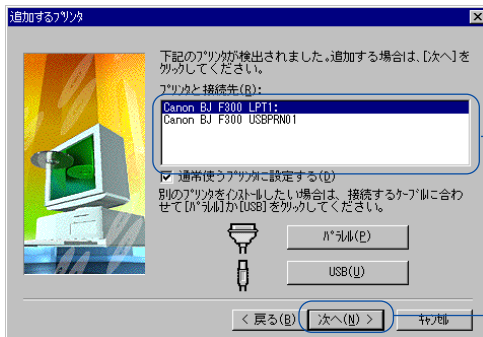 追加するプリンタ
下記のプリンタが検出されました。追加する場合は、[次へ]を
クリックしてください。
プリンタと接続先(R):
Canon BJ F300 LPT1:
Canon BJ F300 USBPRN01
通常使うプリンタに設定する(D)
別のプリンタをインストールしたい場合は、接続するケーブルに合わ
せて[パラレル]か[USB]をクリックしてください。
パラレル(P)
USB(U)
< 戻る(B)
次へ(N) >
キャンセル